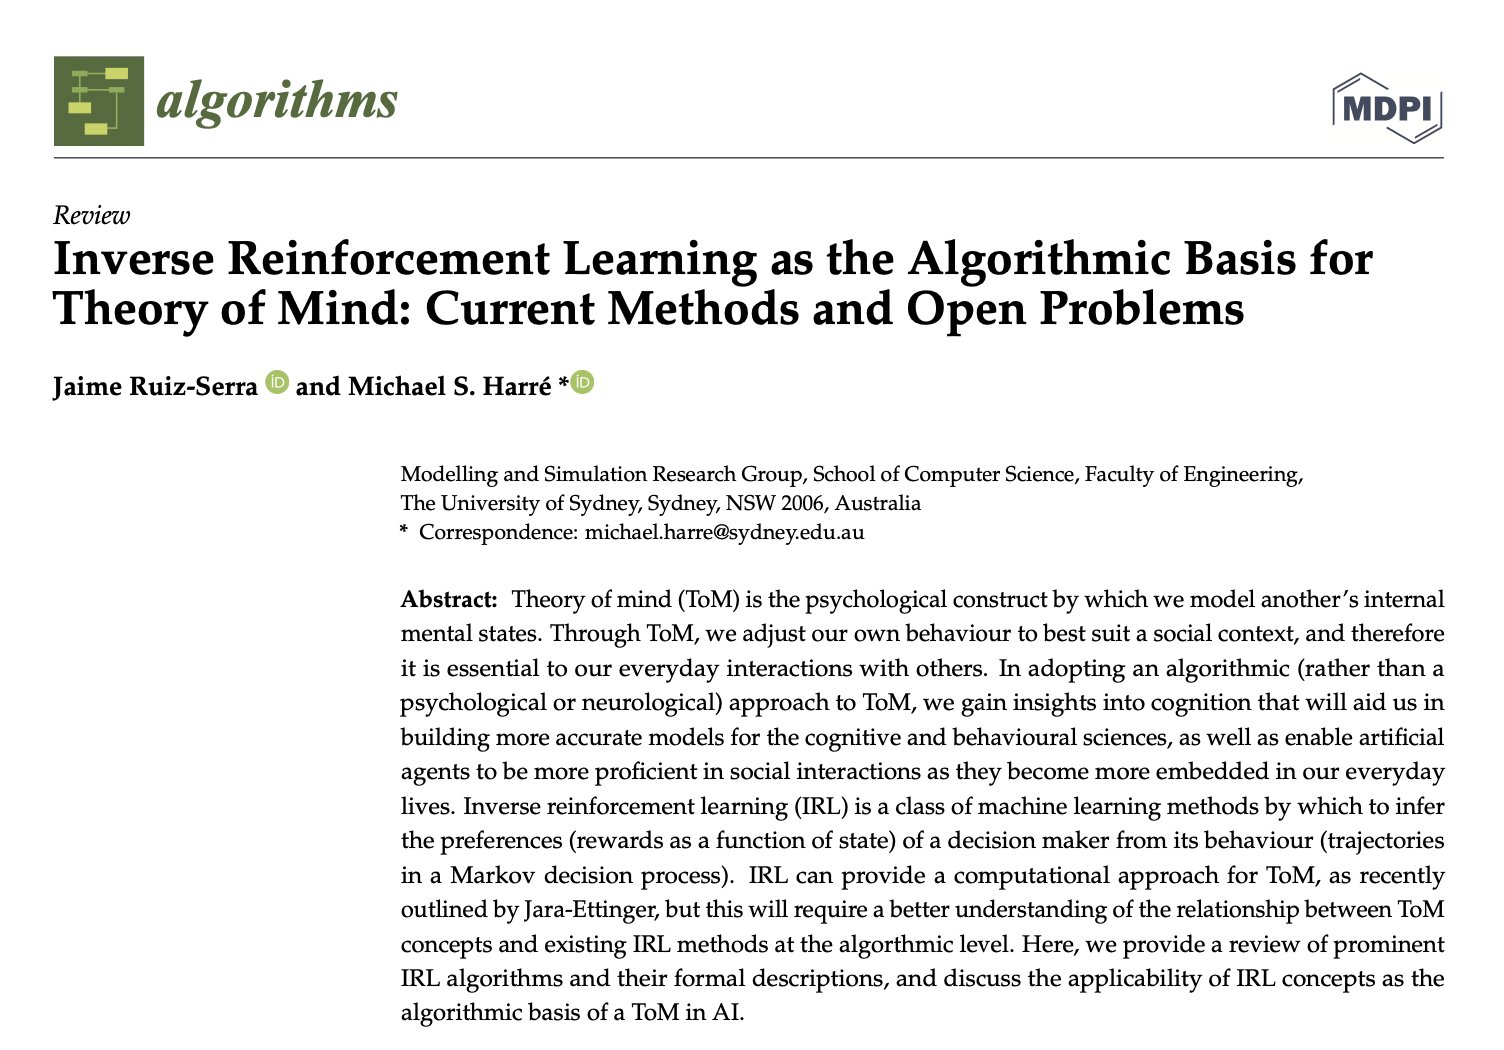 algorithms
MDPI
Review
Inverse Reinforcement Learning as the Algorithmic Basis for
Theory of Mind: Current Methods and Open Problems
Jaime Ruiz-Serra iD and Michael S. Harré * iD
Modelling and Simulation Research Group, School of Computer Science, Faculty of Engineering,
The University of Sydney, Sydney, NSW 2006, Australia
* Correspondence: michael.harre@sydney.edu.au
Abstract: Theory of mind (ToM) is the psychological construct by which we model another’s internal
mental states. Through ToM, we adjust our own behaviour to best suit a social context, and therefore
it is essential to our everyday interactions with others. In adopting an algorithmic (rather than a
psychological or neurological) approach to ToM, we gain insights into cognition that will aid us in
building more accurate models for the cognitive and behavioural sciences, as well as enable artificial
agents to be more proficient in social interactions as they become more embedded in our everyday
lives. Inverse reinforcement learning (IRL) is a class of machine learning methods by which to infer
the preferences (rewards as a function of state) of a decision maker from its behaviour (trajectories
in a Markov decision process). IRL can provide a computational approach for ToM, as recently
outlined by Jara-Ettinger, but this will require a better understanding of the relationship between ToM
concepts and existing IRL methods at the algorthmic level. Here, we provide a review of prominent
IRL algorithms and their formal descriptions, and discuss the applicability of IRL concepts as the
algorithmic basis of a ToM in AI.